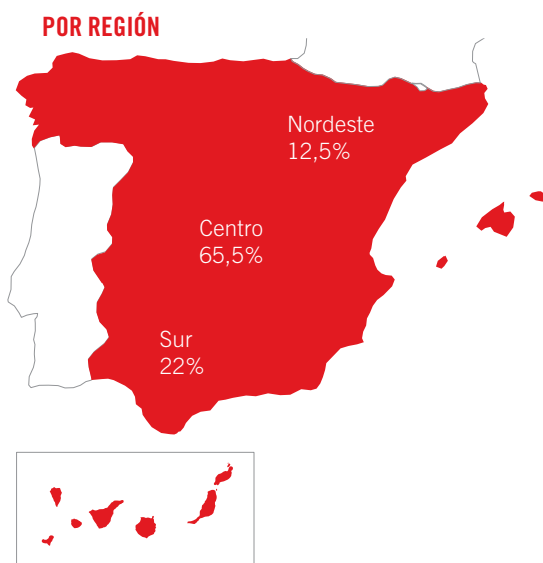 POR REGIÓN
Nordeste
12,5%
Centro
65,5%
Sur
22%